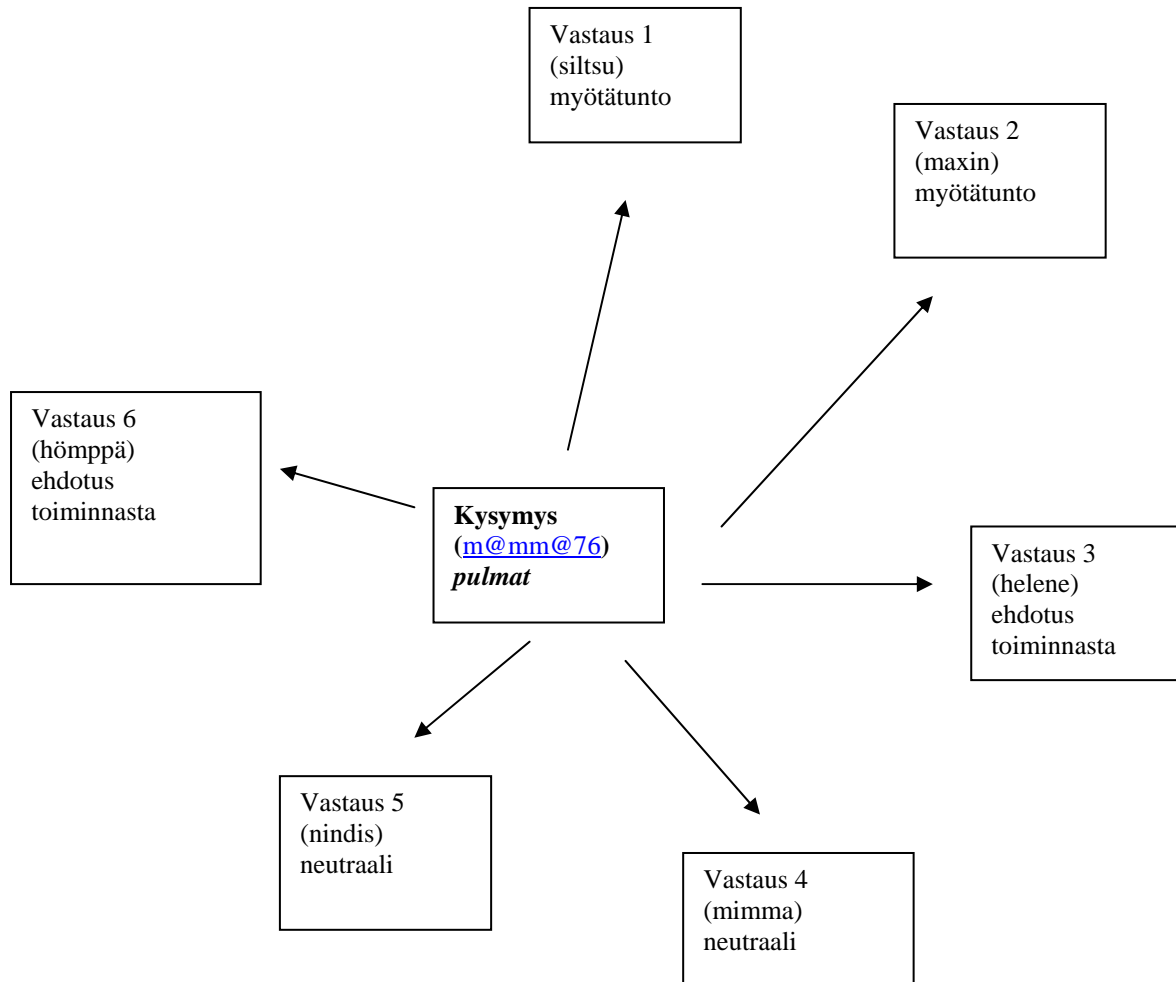 Vastaus 1
(siltsu)
myötätunto
Vastaus 2
(maxin)
myötätunto
Vastaus 6
(hömppä)
ehdotus
toiminnasta
Kysymys
(m@mm@76)
pulmat
Vastaus 3
(helene)
ehdotus
toiminnasta
Vastaus 5
(nindis)
neutraali
Vastaus 4
(mimma)
neutraali